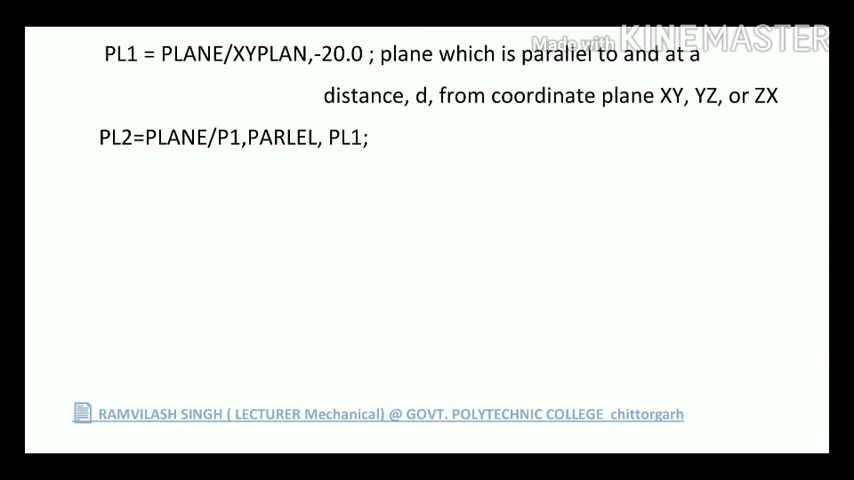 Made with KINEMASTER
PL1 = PLANE/XYPLAN,-20.0 ; plane which is parallel to and at a
distance, d, from coordinate plane XY, YZ, or ZX
PL2=PLANE/P1,PARLEL, PL1;
RAMVILASH SINGH ( LECTURER Mechanical) @ GOVT. POLYTECHNIC COLLEGE chittorgarh